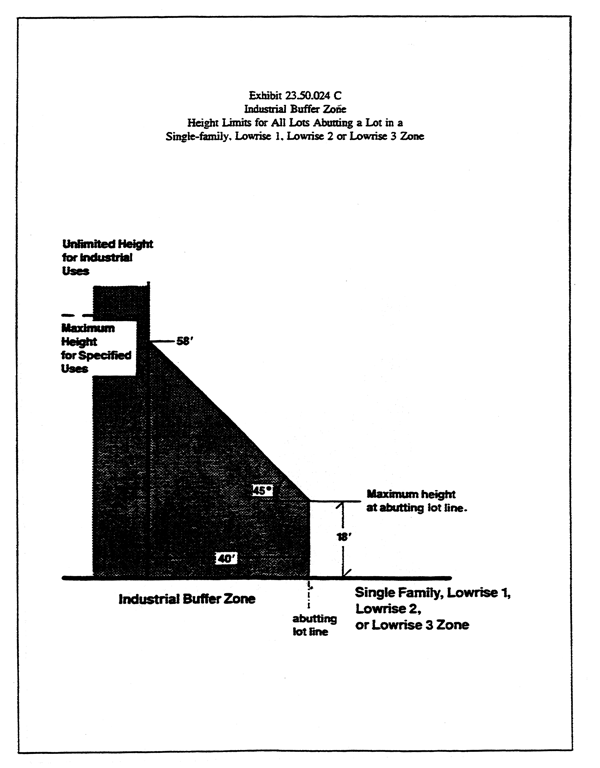 Exhibit 23.50.024 C
Industrial Buffer Zone
Height Limits for All Lots Abutting a Lot in a
Single-family, Lowrise 1, Lowrise 2 or Lowrise 3 Zone
Unlimited Height
for Industrial
Uses
Maximum
Height
for Specified
Uses
58'
45°
Maximum height
at abutting lot line.
18'
40'
Industrial Buffer Zone
abutting
lot line
Single Family, Lowrise 1,
Lowrise 2,
or Lowrise 3 Zone